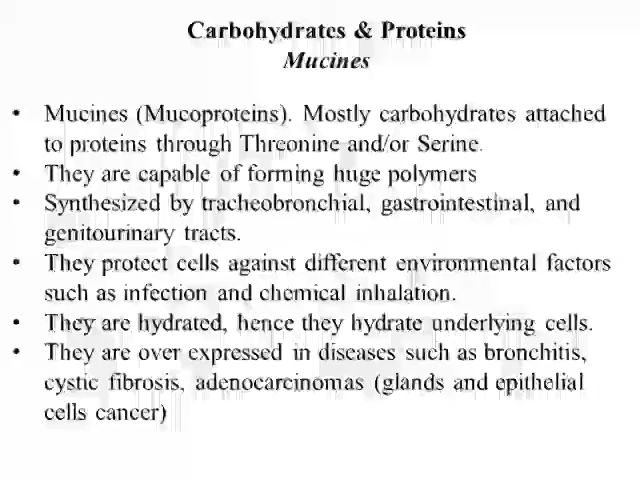 Carbohydrates & Proteins
Mucines
• Mucines (Mucoproteins). Mostly carbohydrates attached
to proteins through Threonine and/or Serine.
• They are capable of forming huge polymers
• Synthesized by tracheobronchial, gastrointestinal, and
genitourinary tracts.
• They protect cells against different environmental factors
such as infection and chemical inhalation.
• They are hydrated, hence they hydrate underlying cells.
• They are over expressed in diseases such as bronchitis,
cystic fibrosis, adenocarcinomas (glands and epithelial
cells cancer)